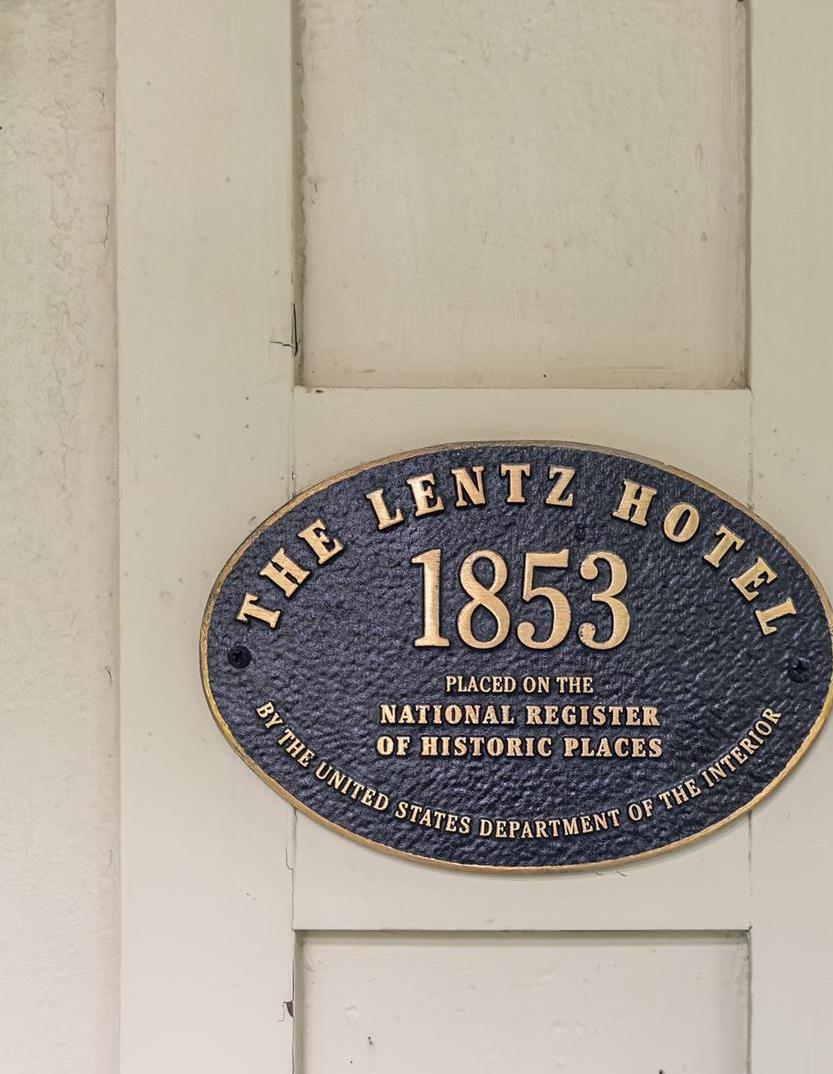 THE LENTZ HOTEL
1853
PLACED ON THE
NATIONAL REGISTER
OF HISTORIC PLACES
BY THE UNITED STATES DEPARTMENT OF THE INTERIOR